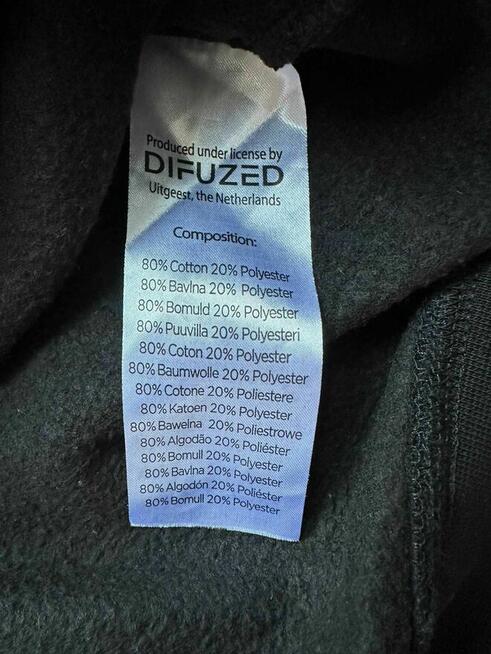 Produced under license by
DIFUZED
Uitgeest, the Netherlands
Composition:
80% Cotton 20% Polyester
80% Bavlna 20% Polyester
80% Bomuld 20% Polyester
80% Puuvilla 20% Polyesteri
80% Coton 20% Polyester
80% Baumwolle 20% Polyester
80% Cotone 20% Poliestere
80% Katoen 20% Polyester
80% Bawełna 20% Poliestrowe
80% Algodão 20% Poliéster
80% Bomull 20% Polyester
80% Bavlna 20% Polyester
80% Algodón 20% Poliéster
80% Bomull 20% Polyester